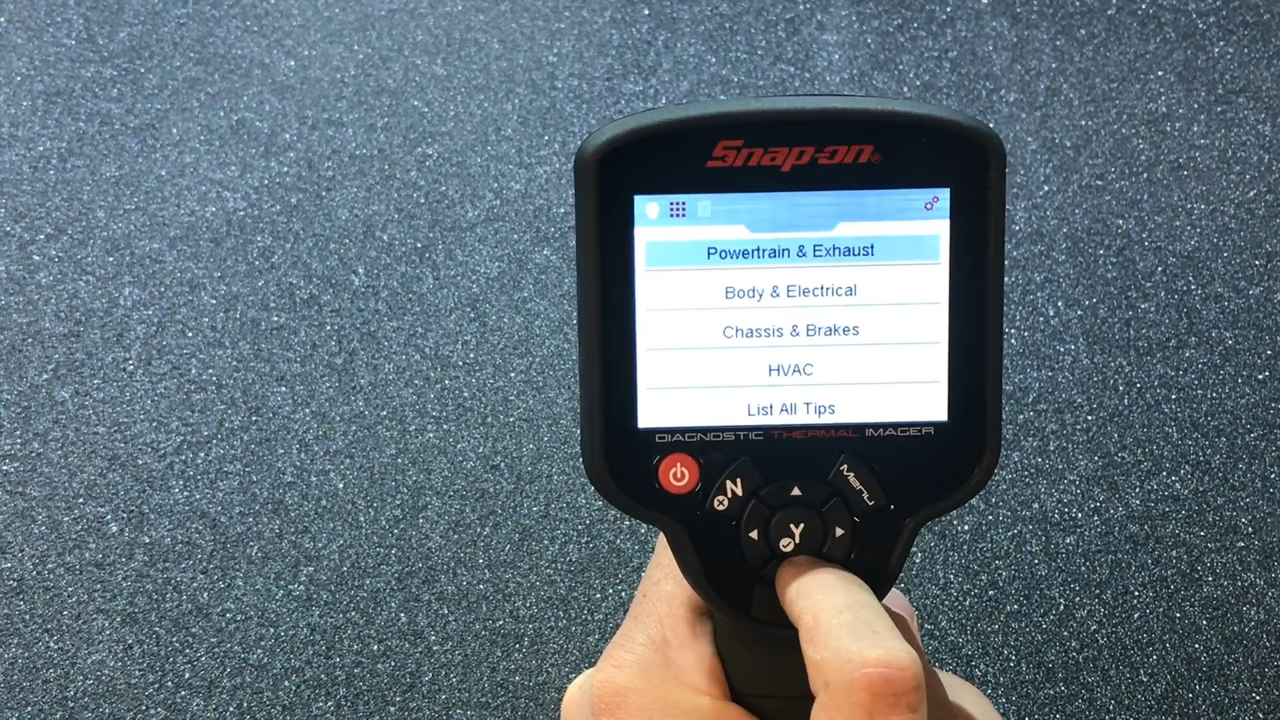 Snap-on®
Powertrain & Exhaust
Body & Electrical
Chassis & Brakes
HVAC
List All Tips
DIAGNOSTIC THERMAL IMAGER
N
Menu
Y